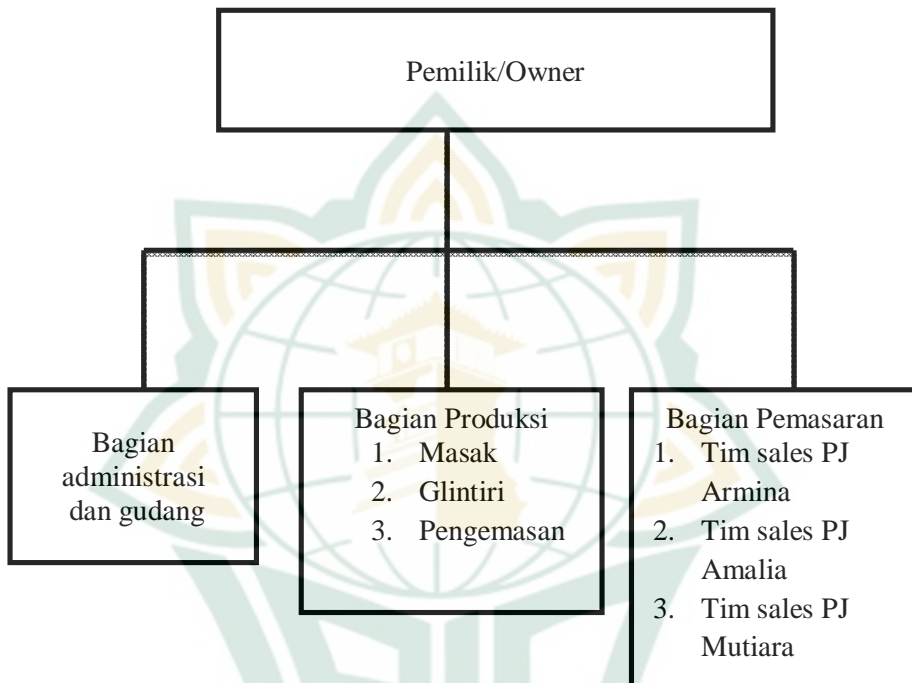 Pemilik/Owner
Bagian
administrasi
dan gudang
Bagian Produksi
1. Masak
2. Glintiri
3. Pengemasan
Bagian Pemasaran
1. Tim sales PJ
Armina
2. Tim sales PJ
Amalia
3. Tim sales PJ
Mutiara